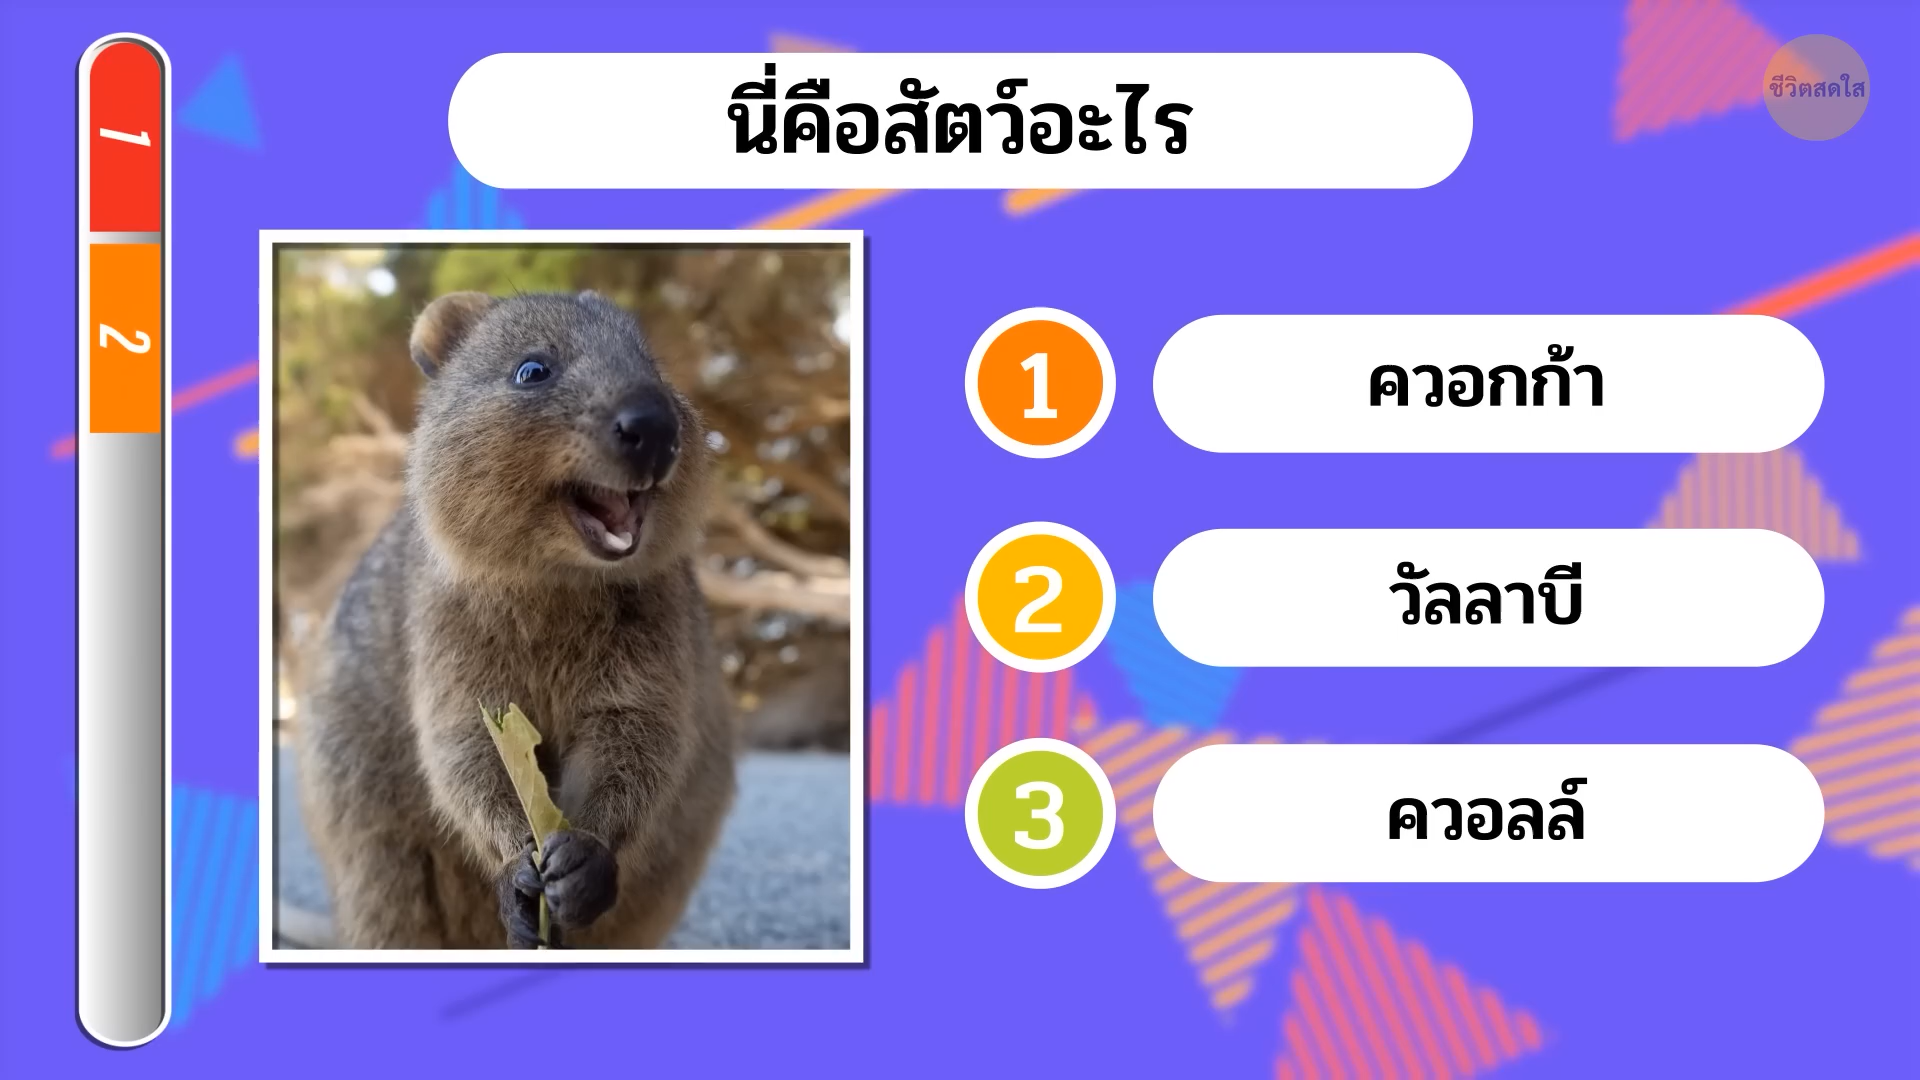 นี่คือสัตว์อะไร
ชีวิตสดใส
1
2
1 ควอกก้า
2 วัลลาบี
3 ควอลล์